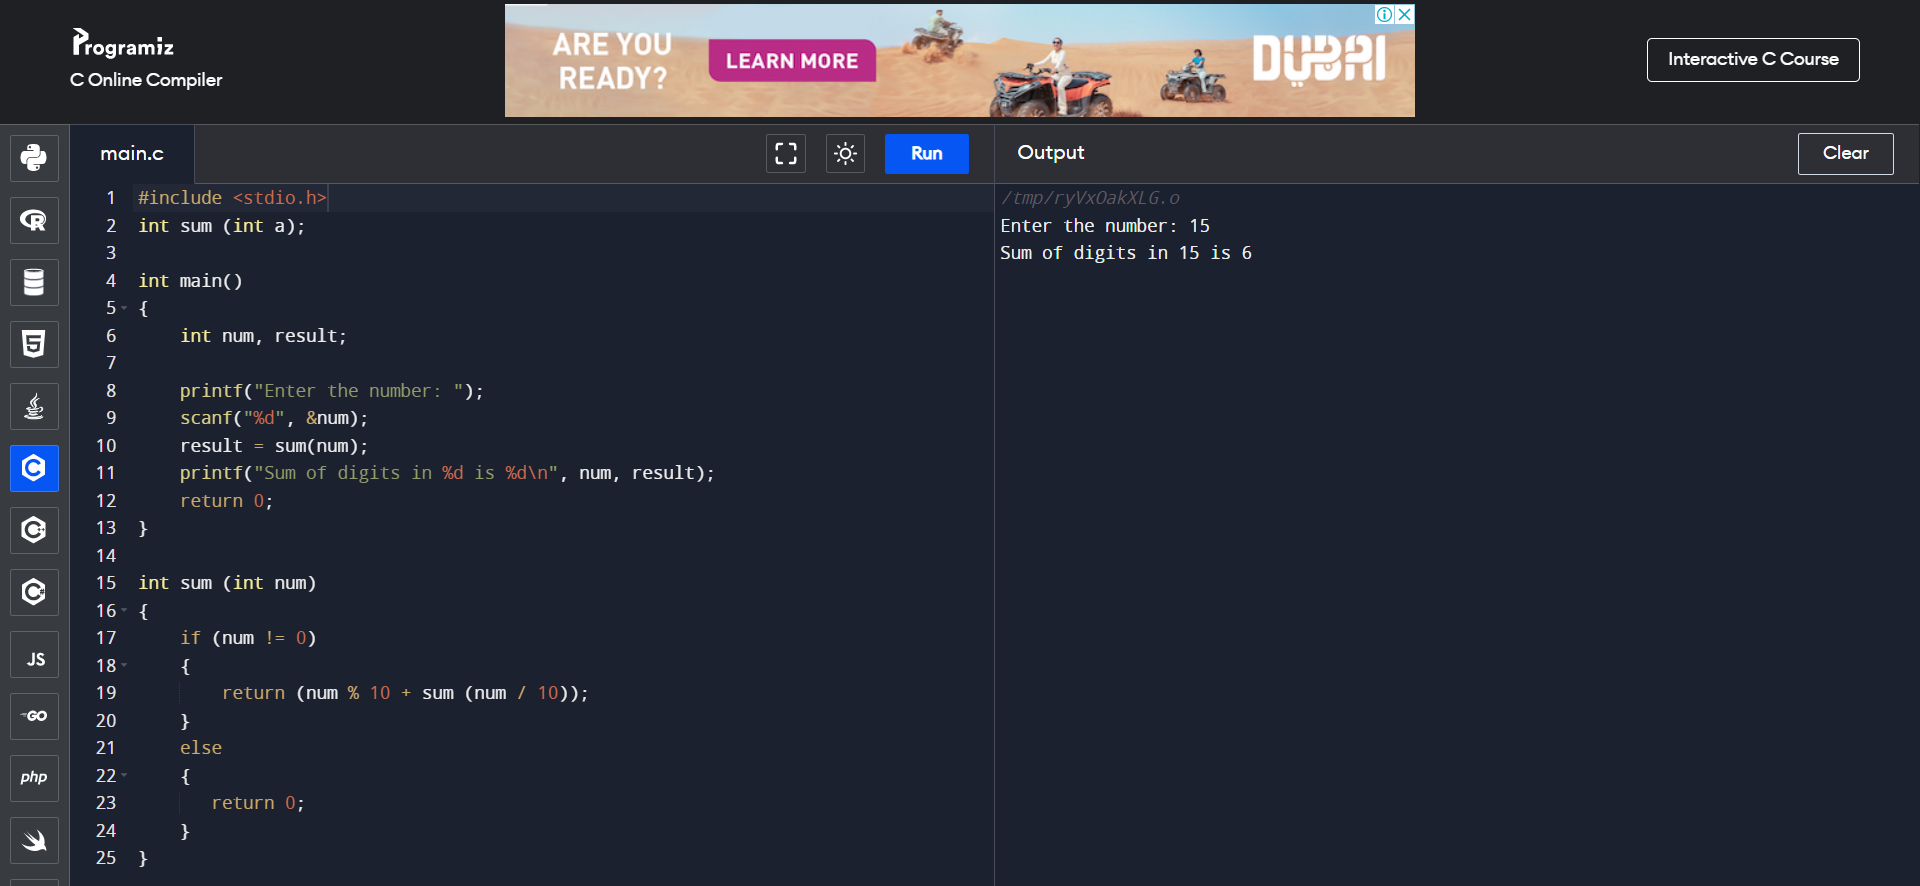 Programiz
C Online Compiler
ARE YOU
READY?
LEARN MORE
DUBAI
Interactive C Course
main.c
Run
Output
Clear
1 #include <stdio.h>
2 int sum (int a);
3
4 int main()
5 {
6     int num, result;
7
8     printf("Enter the number: ");
9     scanf("%d", &num);
10     result = sum(num);
11     printf("Sum of digits in %d is %d\n", num, result);
12     return 0;
13 }
14
15 int sum (int num)
16 {
17     if (num != 0)
18     {
19         return (num % 10 + sum (num / 10));
20     }
21     else
22     {
23        return 0;
24     }
25 }
/tmp/ryVxOakXLG.o
Enter the number: 15
Sum of digits in 15 is 6
R
5
C
C++
C#
JS
GO
php